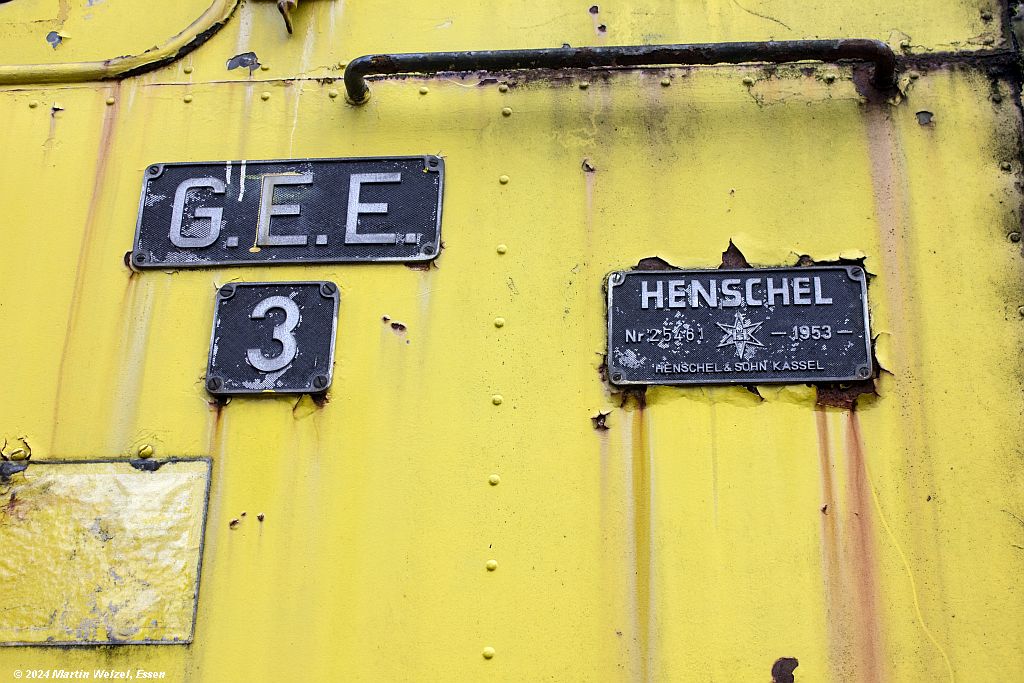 G.E.E.
3
HENSCHEL
Nr 25461 — 1953 —
HENSCHEL & SOHN KASSEL
© 2024 Martin Welzel, Essen